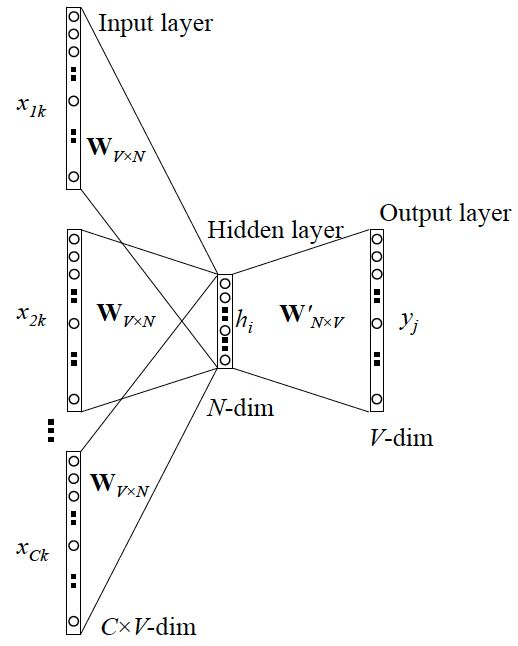 Input layer
x1k
WV×N
Hidden layer
Output layer
x2k
WV×N
hi
W'N×V
yj
N-dim
V-dim
WV×N
xCk
C×V-dim